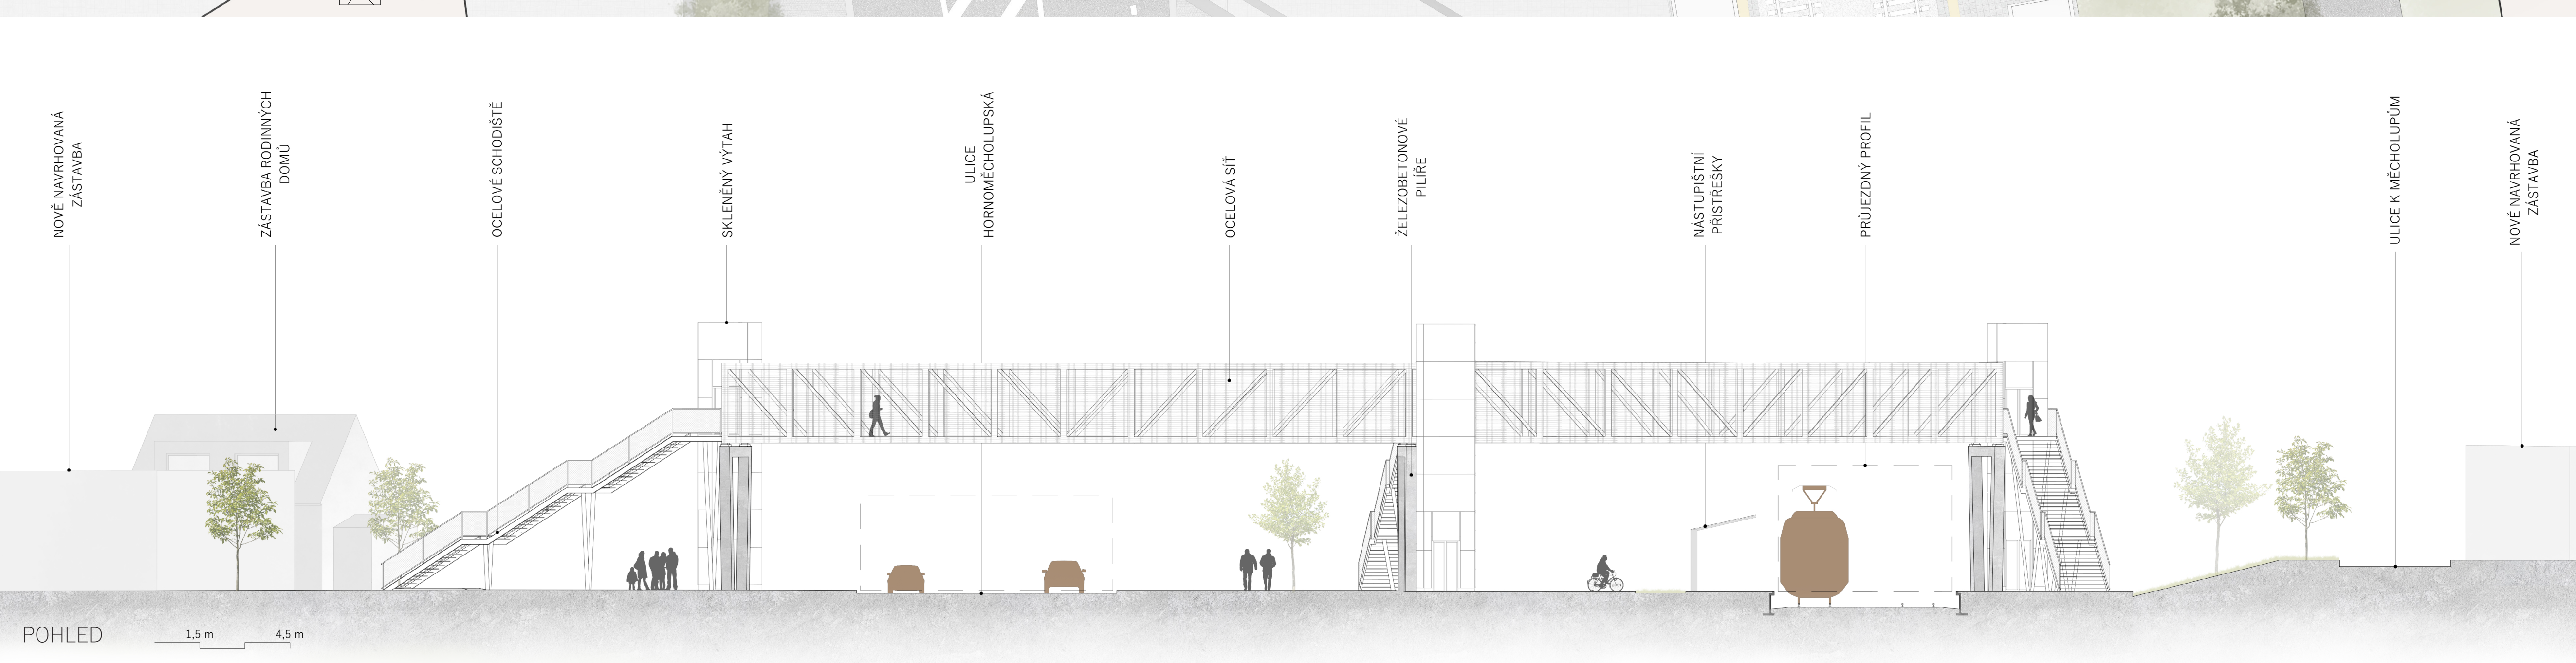 NOVĚ NAVRHOVANÁ
ZÁSTAVBA
ZÁSTAVBA RODINNÝCH
DOMŮ
OCELOVÉ SCHODIŠTĚ
SKLENĚNÝ VÝTAH
ULICE
HORNOMĚCHOLUPSKÁ
OCELOVÁ SÍŤ
ŽELEZOBETONOVÉ
PILÍŘE
NÁSTUPIŠTNÍ
PŘÍSTŘEŠKY
PRŮJEZDNÝ PROFIL
ULICE K MĚCHOLUPŮM
NOVĚ NAVRHOVANÁ
ZÁSTAVBA
POHLED
1,5 m
4,5 m